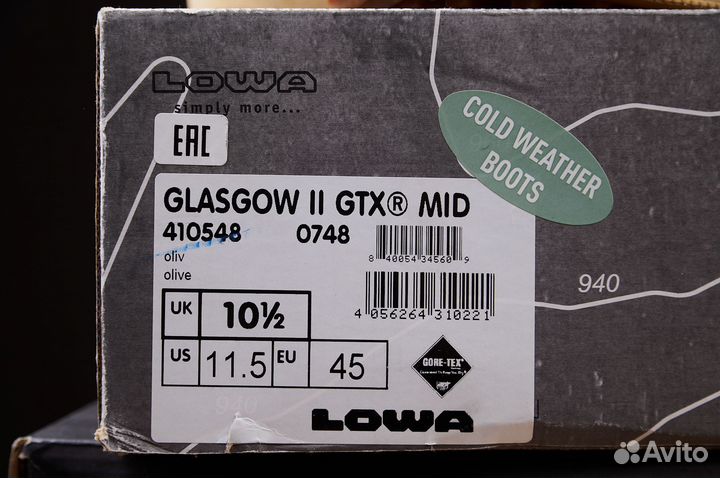 LOWA
simply more...
EAC
COLD WEATHER
BOOTS
GLASGOW II GTX® MID
410548 0748
oliv
olive
8 40054 34560 9
4 056264 310221
UK 10½
US 11.5 EU 45
GORE-TEX®
LOWA
940
940
Avito